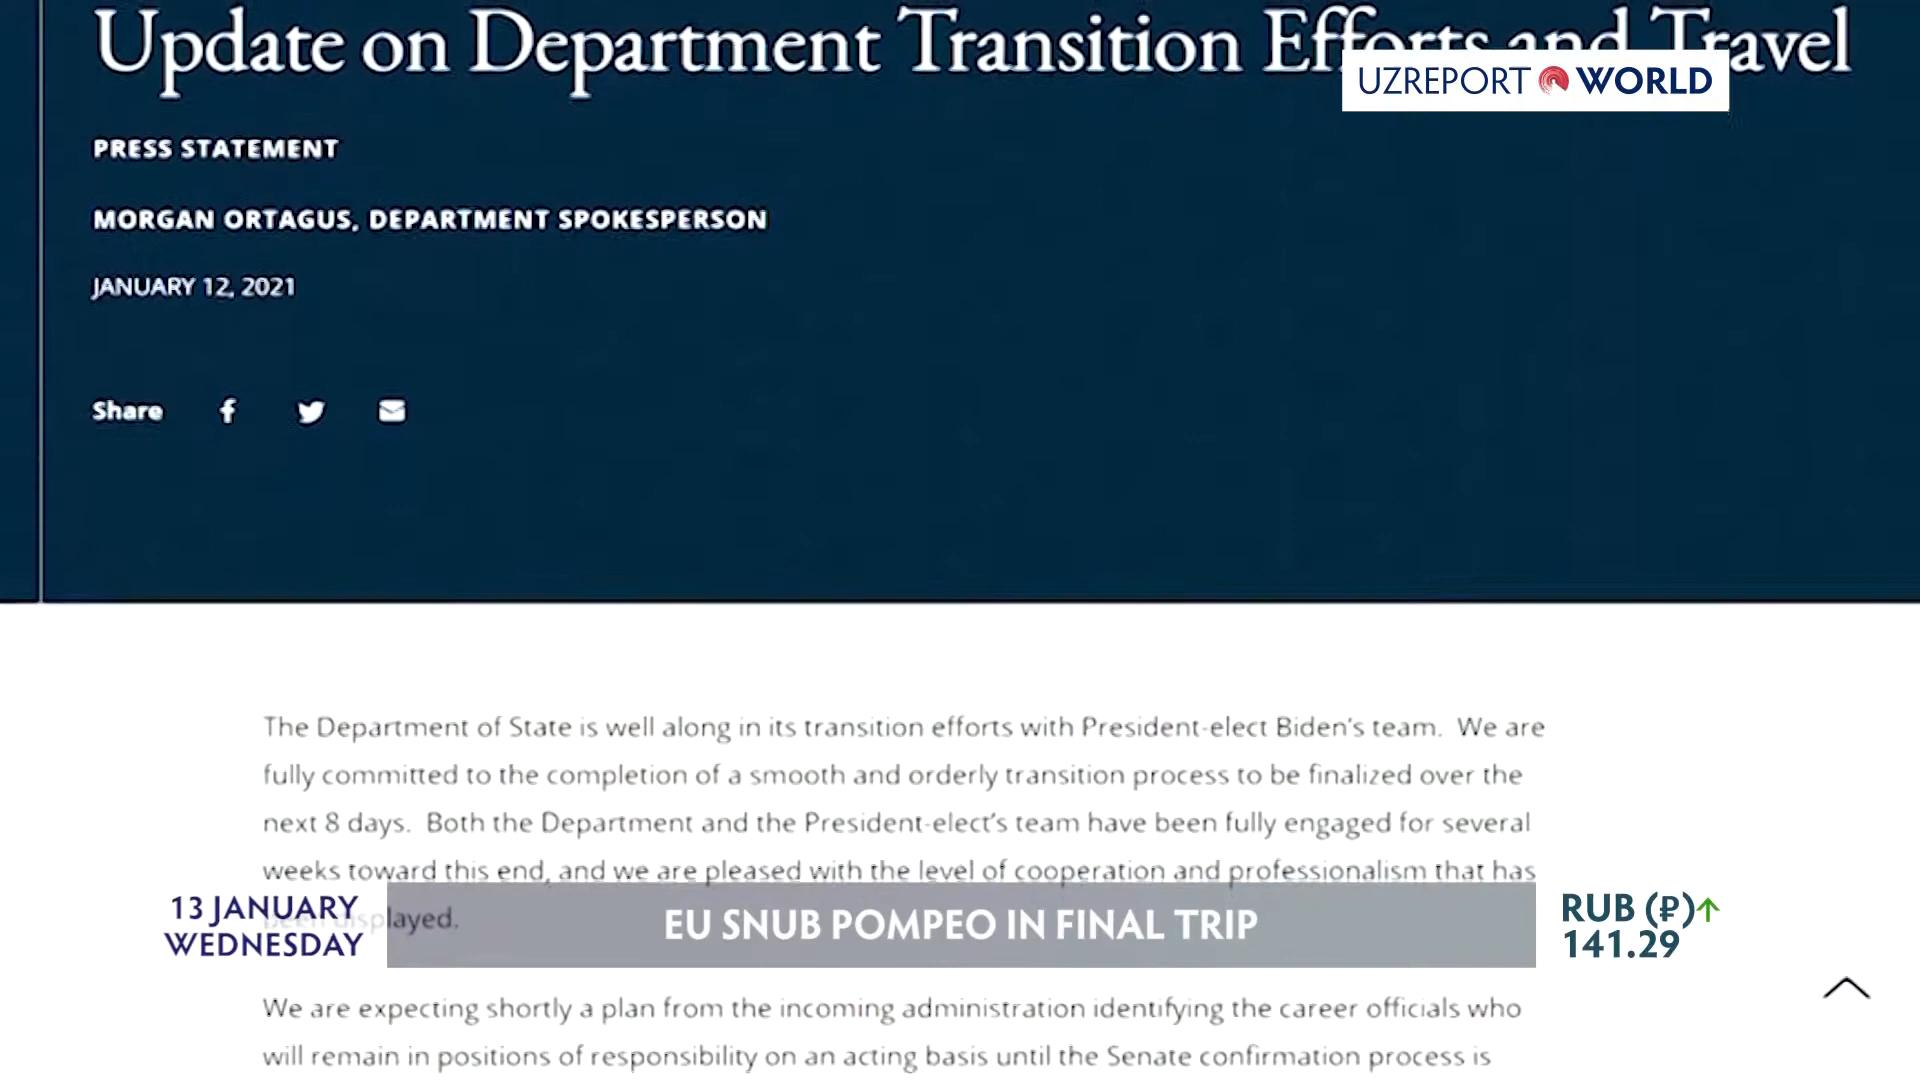 Update on Department Transition Efforts and Travel
UZREPORT WORLD
PRESS STATEMENT
MORGAN ORTAGUS, DEPARTMENT SPOKESPERSON
JANUARY 12, 2021
Share
The Department of State is well along in its transition efforts with President-elect Biden's team. We are
fully committed to the completion of a smooth and orderly transition process to be finalized over the
next 8 days. Both the Department and the President-elect's team have been fully engaged for several
weeks toward this end, and we are pleased with the level of cooperation and professionalism that has
been displayed.
13 JANUARY
WEDNESDAY
EU SNUB POMPEO IN FINAL TRIP
RUB (₽)↑
141.29
We are expecting shortly a plan from the incoming administration identifying the career officials who
will remain in positions of responsibility on an acting basis until the Senate confirmation process is